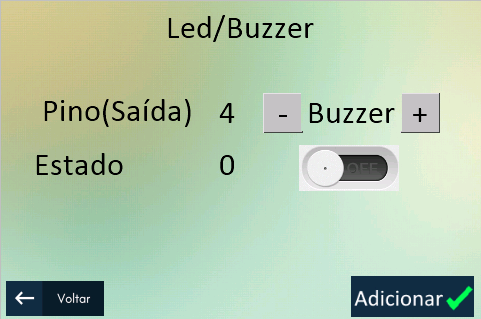 Led/Buzzer
Pino(Saída) 4 - Buzzer +
Estado 0 OFF
Voltar
Adicionar